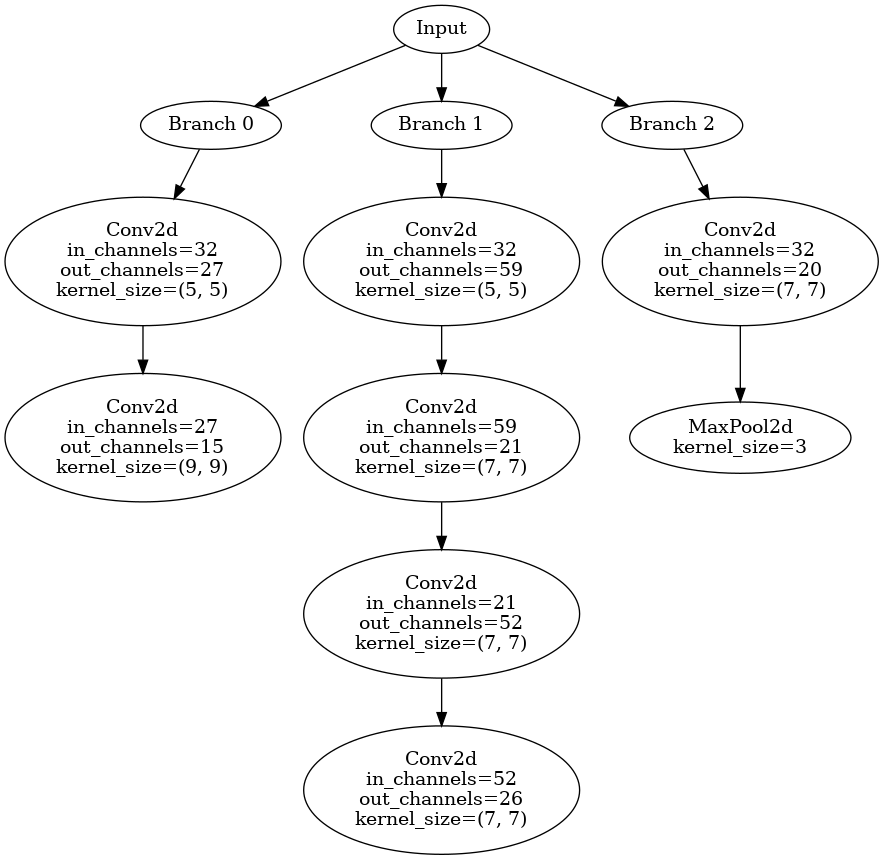 Input
Branch 0
Branch 1
Branch 2
Conv2d
in_channels=32
out_channels=27
kernel_size=(5, 5)
Conv2d
in_channels=32
out_channels=59
kernel_size=(5, 5)
Conv2d
in_channels=32
out_channels=20
kernel_size=(7, 7)
Conv2d
in_channels=27
out_channels=15
kernel_size=(9, 9)
Conv2d
in_channels=59
out_channels=21
kernel_size=(7, 7)
MaxPool2d
kernel_size=3
Conv2d
in_channels=21
out_channels=52
kernel_size=(7, 7)
Conv2d
in_channels=52
out_channels=26
kernel_size=(7, 7)